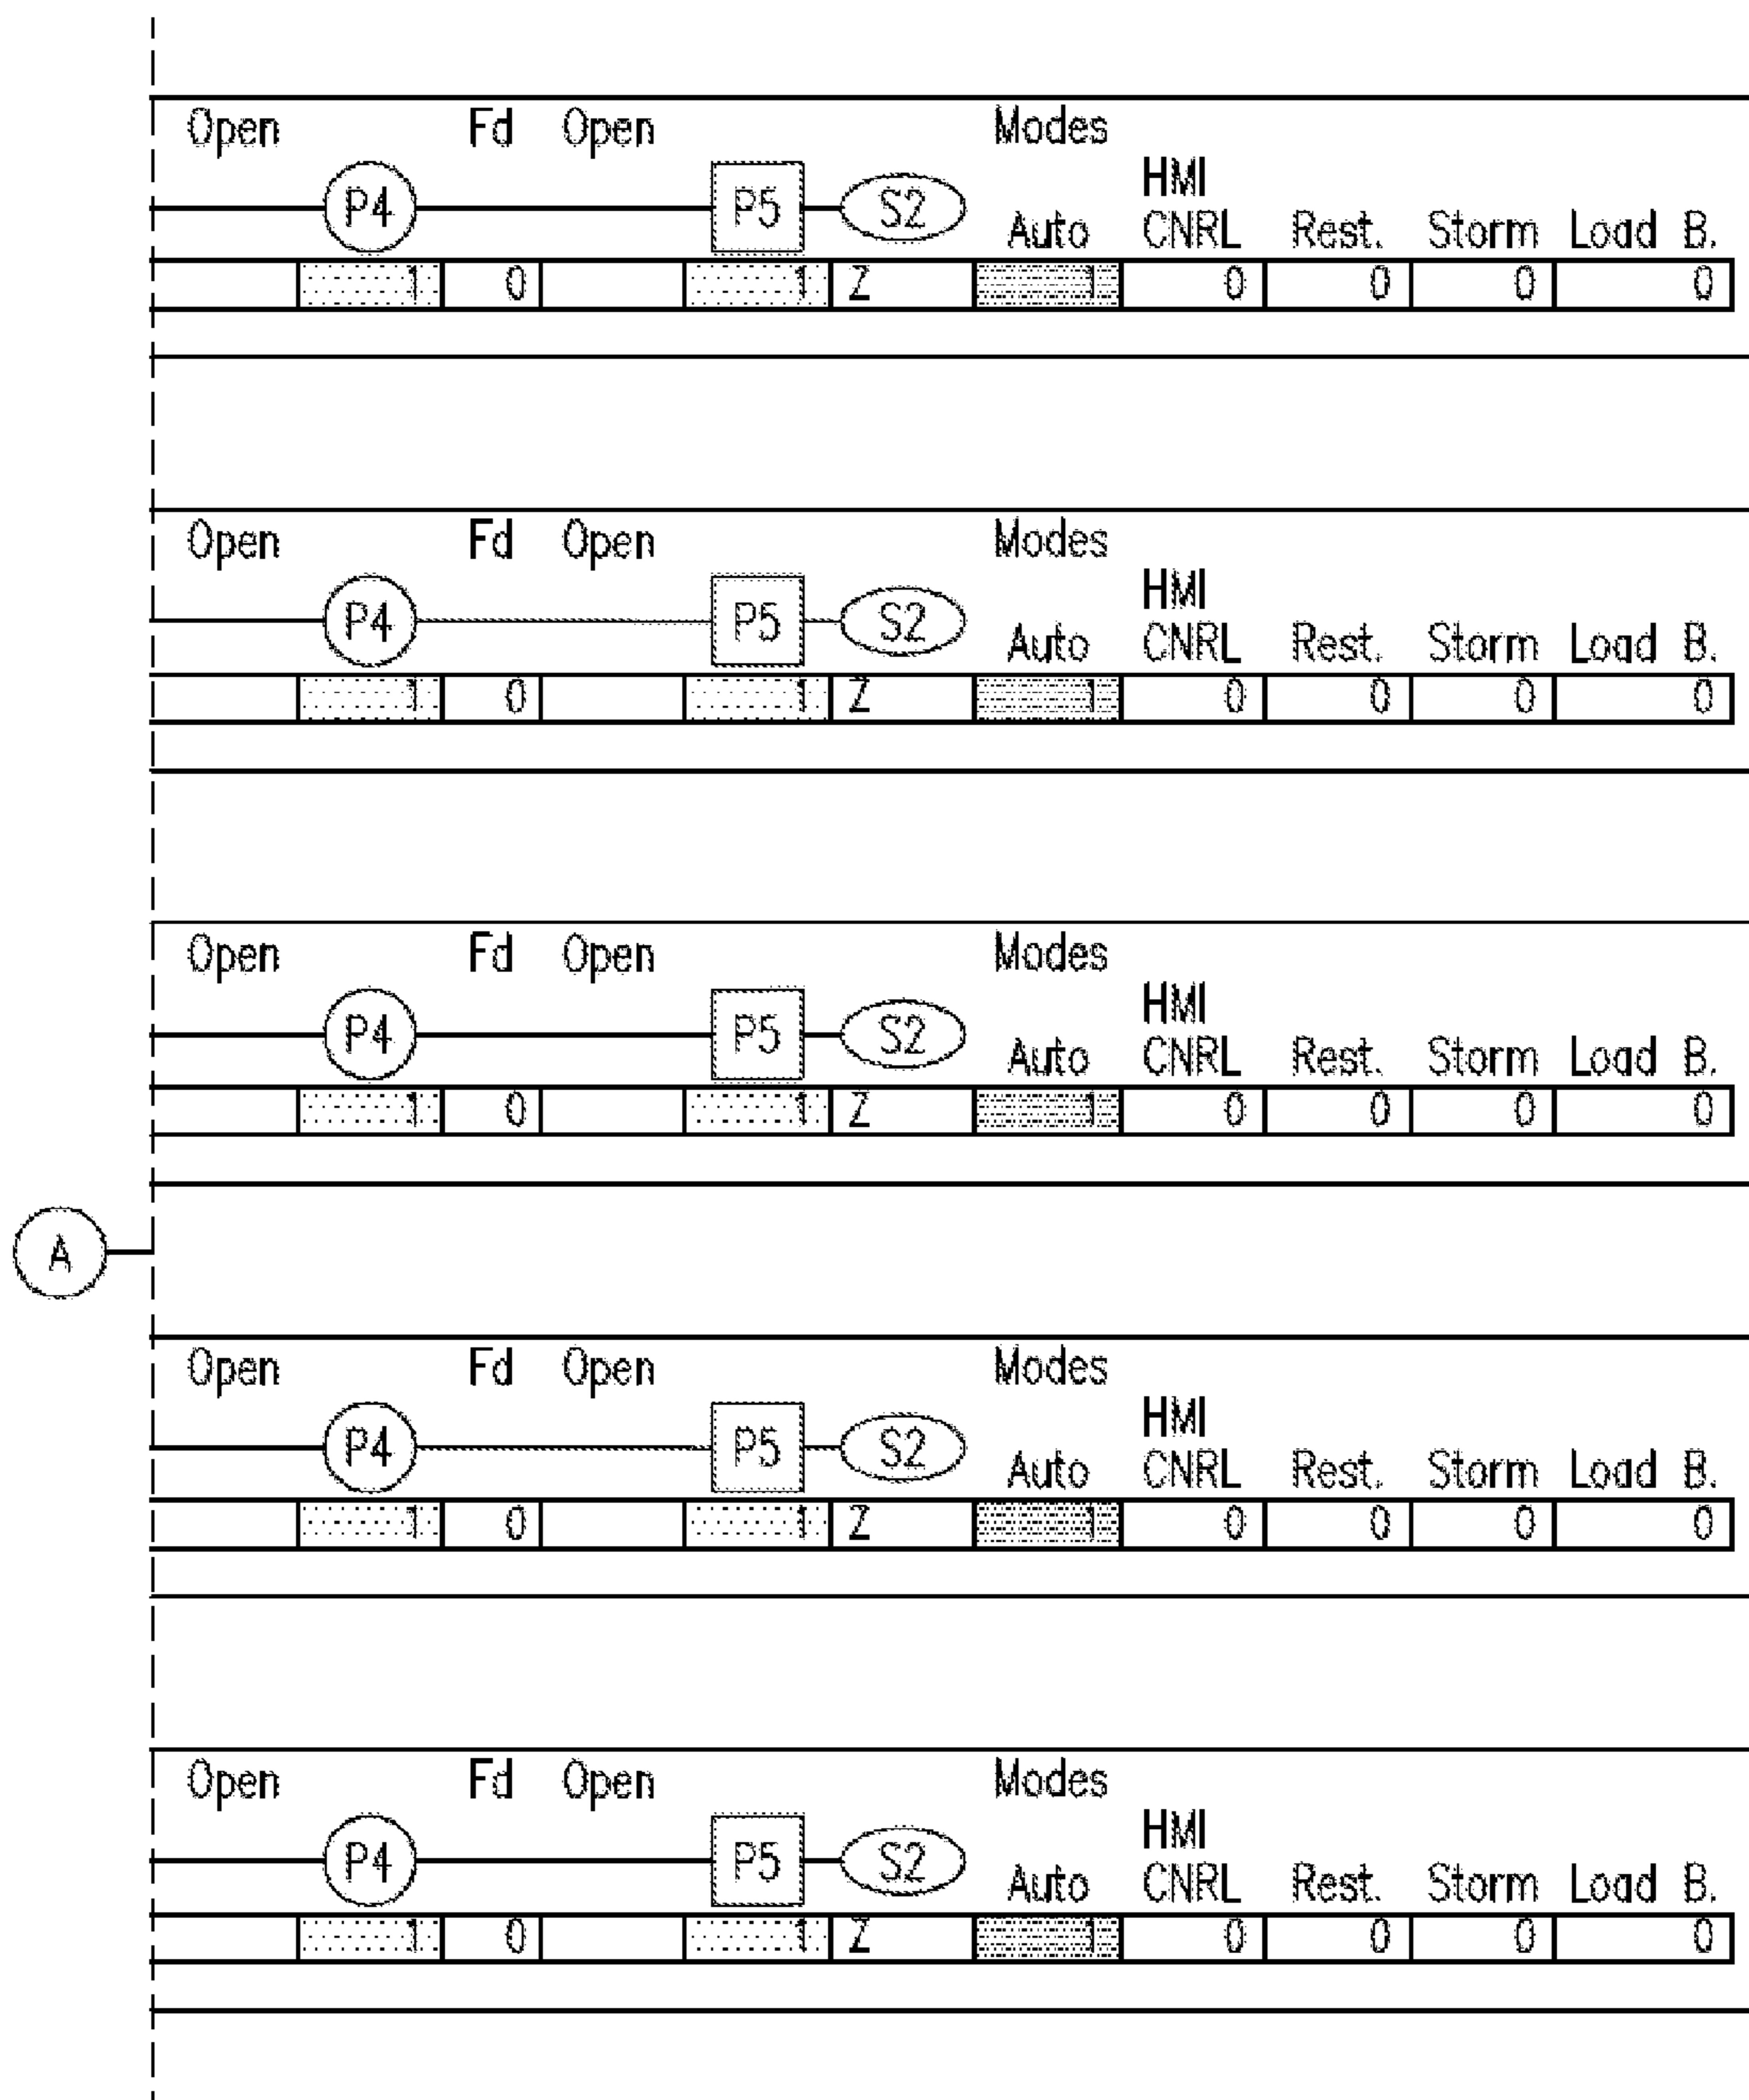 Open Fd Open Modes
HMI
P4 P5 S2
Auto CNRL Rest. Storm Load B.
1 0 1 Z 1 0 0 0 0
Open Fd Open Modes
HMI
P4 P5 S2
Auto CNRL Rest. Storm Load B.
1 0 1 Z 1 0 0 0 0
Open Fd Open Modes
HMI
P4 P5 S2
Auto CNRL Rest. Storm Load B.
1 0 1 Z 1 0 0 0 0
A
Open Fd Open Modes
HMI
P4 P5 S2
Auto CNRL Rest. Storm Load B.
1 0 1 Z 1 0 0 0 0
Open Fd Open Modes
HMI
P4 P5 S2
Auto CNRL Rest. Storm Load B.
1 0 1 Z 1 0 0 0 0